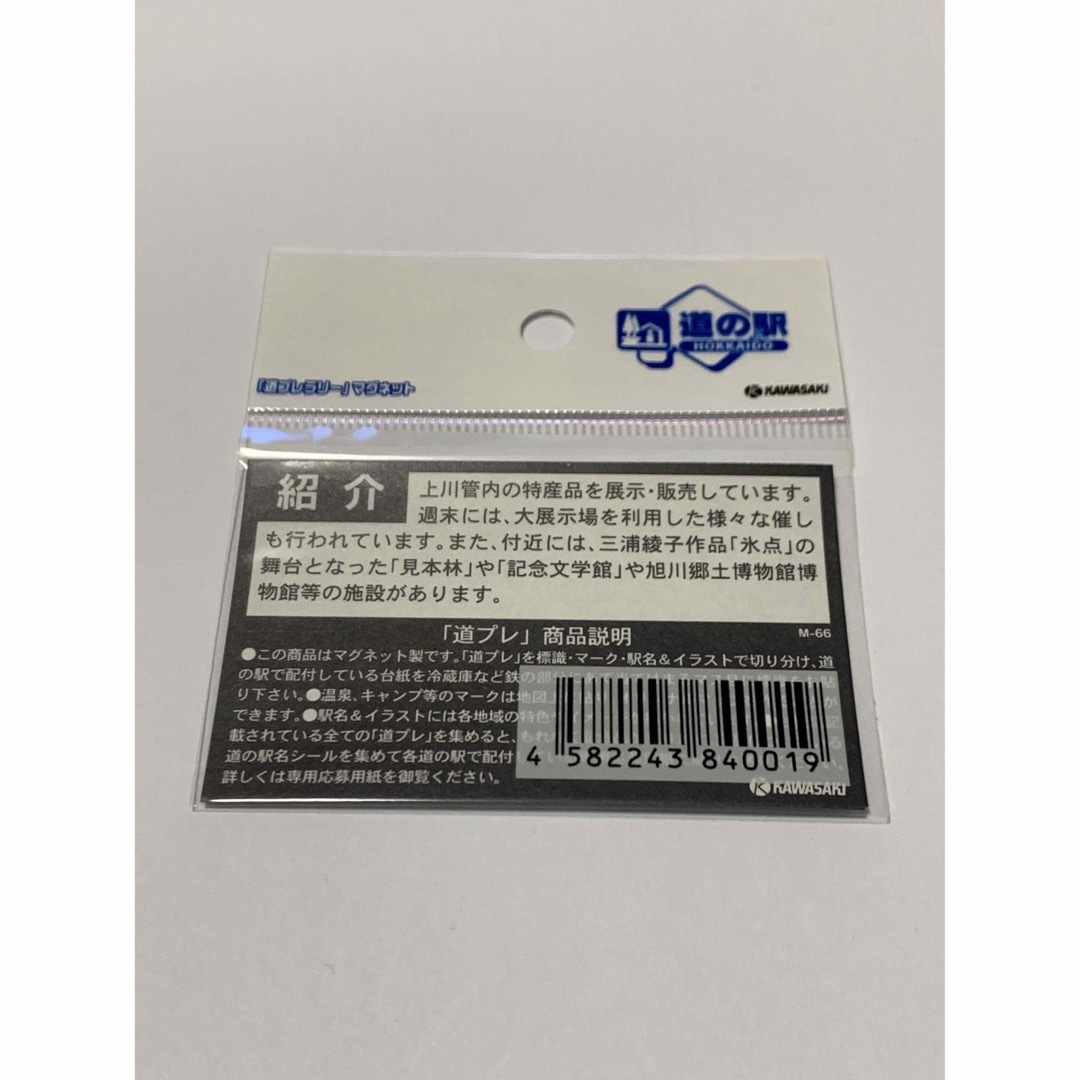 道の駅
HOKKAIDO
「道プレラリー」マグネット
KAWASAKI
紹介
上川管内の特産品を展示・販売しています。
週末には、大展示場を利用した様々な催し
も行われています。また、付近には、三浦綾子作品「氷点」の
舞台となった「見本林」や「記念文学館」や旭川郷土博物館博
物館等の施設があります。
「道プレ」商品説明
M-66
●この商品はマグネット製です。「道プレ」を標識・マーク・駅名＆イラストで切り分け、道
の駅で配付している台紙を冷蔵庫など鉄の部分に
り下さい。●温泉、キャンプ等のマークは地図
できます。●駅名＆イラストには各地域の特色
載されている全ての「道プレ」を集めると、もれ
道の駅名シールを集めて各道の駅で配付
詳しくは専用応募用紙を御覧ください。
4 582243 840019
KAWASAKI